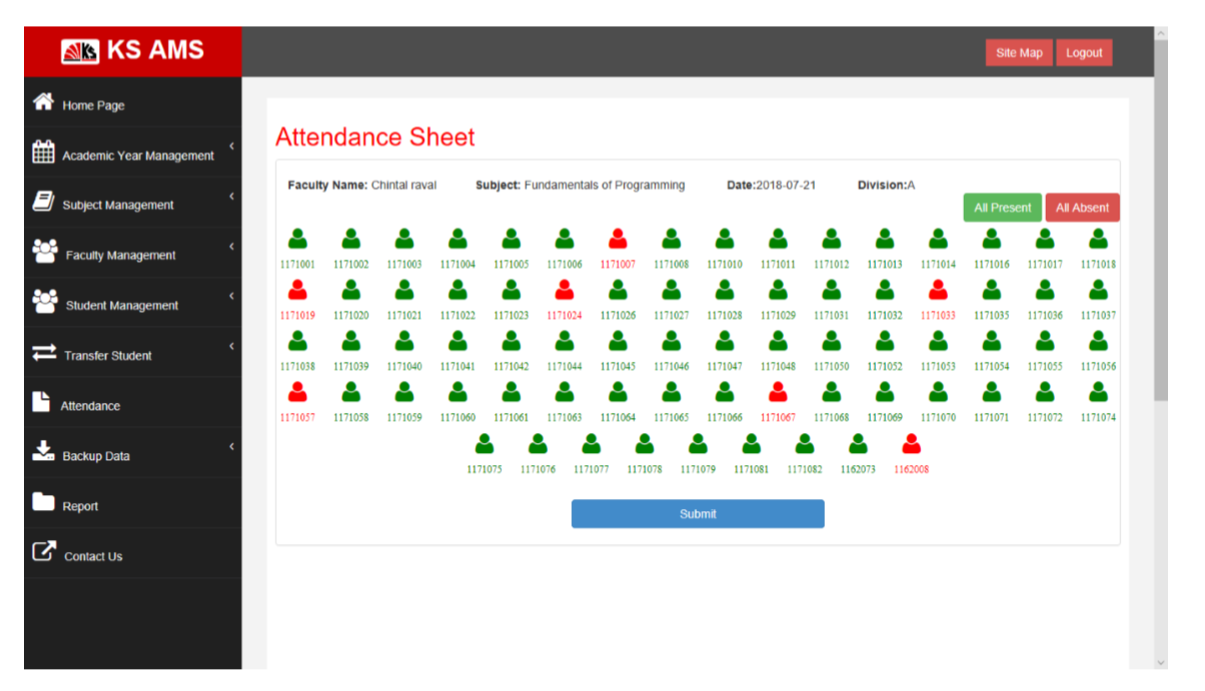 KS AMS
Site Map Logout
Home Page
Academic Year Management
Subject Management
Faculty Management
Student Management
Transfer Student
Attendance
Backup Data
Report
Contact Us
Attendance Sheet
Faculty Name: Chintal raval Subject: Fundamentals of Programming Date:2018-07-21 Division:A
All Present All Absent
1171001 1171002 1171003 1171004 1171005 1171006 1171007 1171008 1171010 1171011 1171012 1171013 1171014 1171016 1171017 1171018
1171019 1171020 1171021 1171022 1171023 1171024 1171026 1171027 1171028 1171029 1171031 1171032 1171033 1171035 1171036 1171037
1171038 1171039 1171040 1171041 1171042 1171044 1171045 1171046 1171047 1171048 1171050 1171052 1171053 1171054 1171055 1171056
1171057 1171058 1171059 1171060 1171061 1171063 1171064 1171065 1171066 1171067 1171068 1171069 1171070 1171071 1171072 1171074
1171075 1171076 1171077 1171078 1171079 1171081 1171082 1162073 1162008
Submit